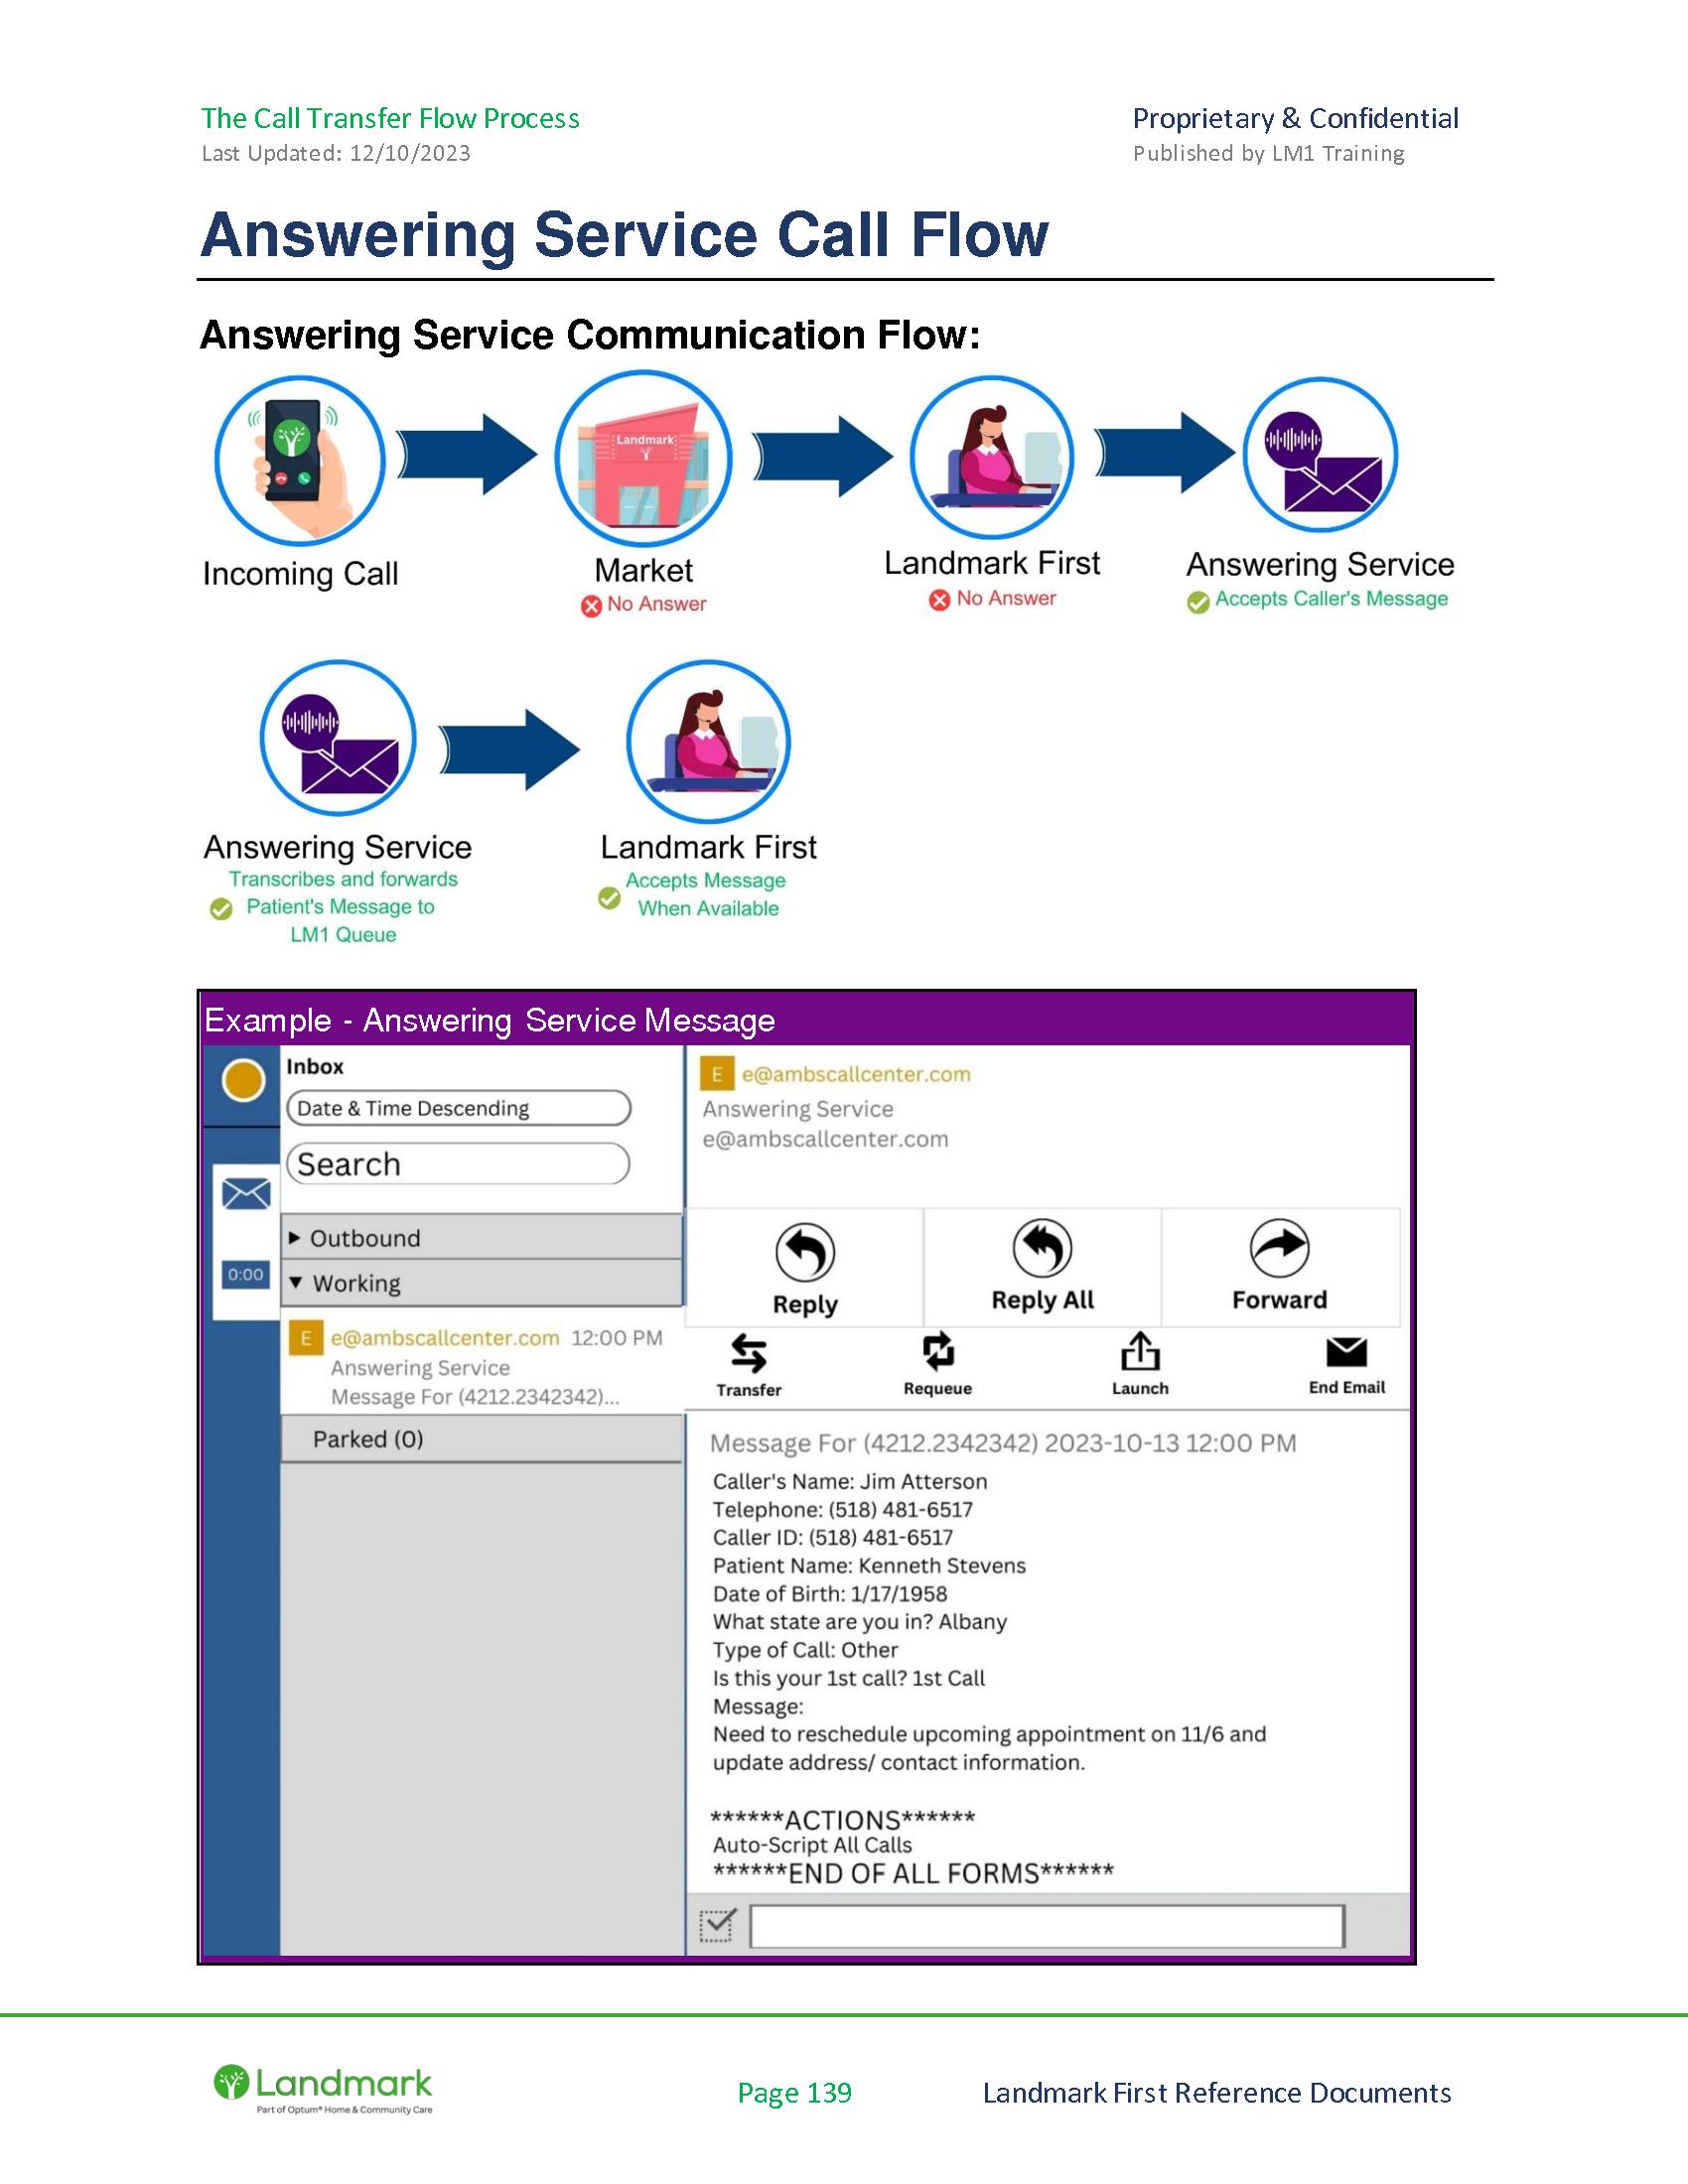 The Call Transfer Flow Process
Proprietary & Confidential
Last Updated: 12/10/2023
Published by LM1 Training
Answering Service Call Flow
Answering Service Communication Flow:
Landmark
Incoming Call
Market
No Answer
Landmark First
No Answer
Answering Service
Accepts Caller's Message
Answering Service
Transcribes and forwards
Patient's Message to
LM1 Queue
Landmark First
Accepts Message
When Available
Example - Answering Service Message
Inbox
Date & Time Descending
Search
0:00
Outbound
Working
E e@ambscallcenter.com 12:00 PM
Answering Service
Message For (4212.2342342)...
Parked (0)
E e@ambscallcenter.com
Answering Service
e@ambscallcenter.com
Reply
Reply All
Forward
Transfer
Requeue
Launch
End Email
Message For (4212.2342342) 2023-10-13 12:00 PM
Caller's Name: Jim Atterson
Telephone: (518) 481-6517
Caller ID: (518) 481-6517
Patient Name: Kenneth Stevens
Date of Birth: 1/17/1958
What state are you in? Albany
Type of Call: Other
Is this your 1st call? 1st Call
Message:
Need to reschedule upcoming appointment on 11/6 and
update address/ contact information.
******ACTIONS******
Auto-Script All Calls
******END OF ALL FORMS******
Landmark
Part of Optum® Home & Community Care
Page 139
Landmark First Reference Documents